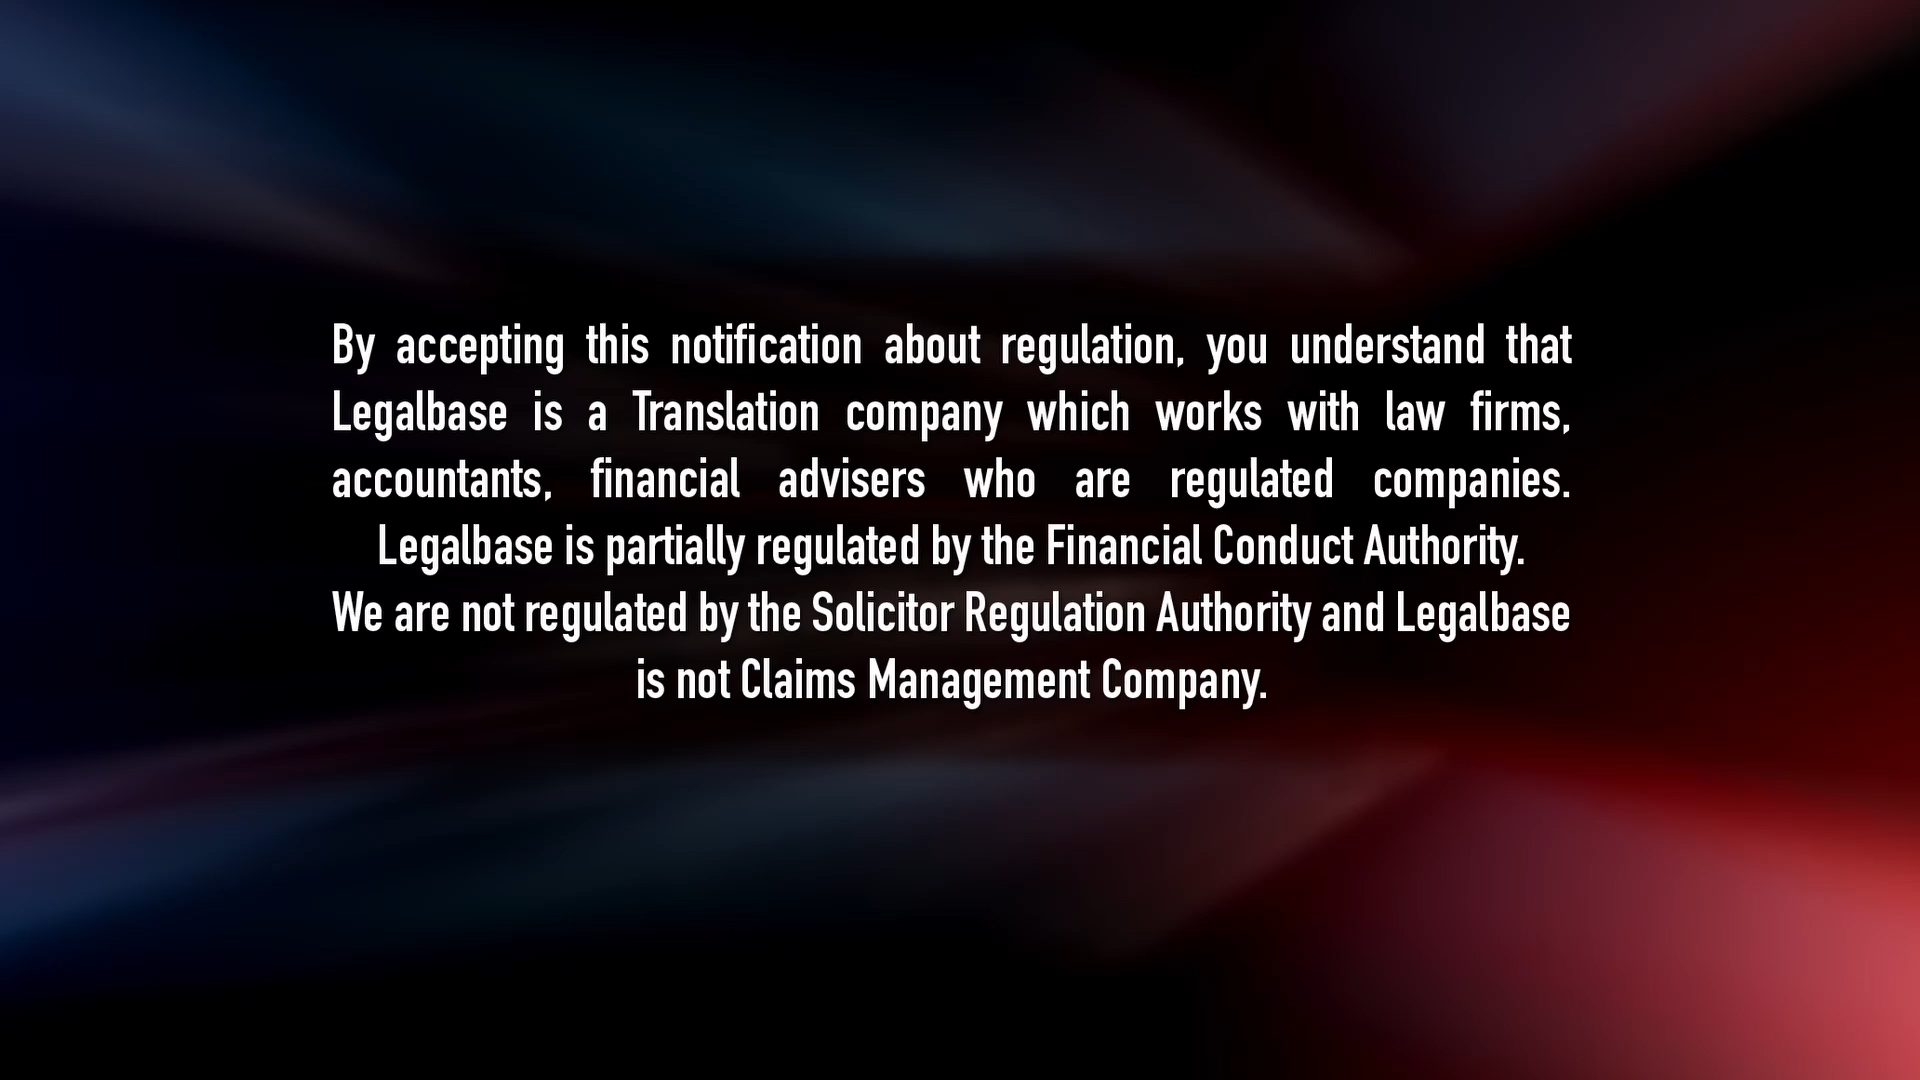 By accepting this notification about regulation, you understand that
Legalbase is a Translation company which works with law firms,
accountants, financial advisers who are regulated companies.
Legalbase is partially regulated by the Financial Conduct Authority.
We are not regulated by the Solicitor Regulation Authority and Legalbase
is not Claims Management Company.